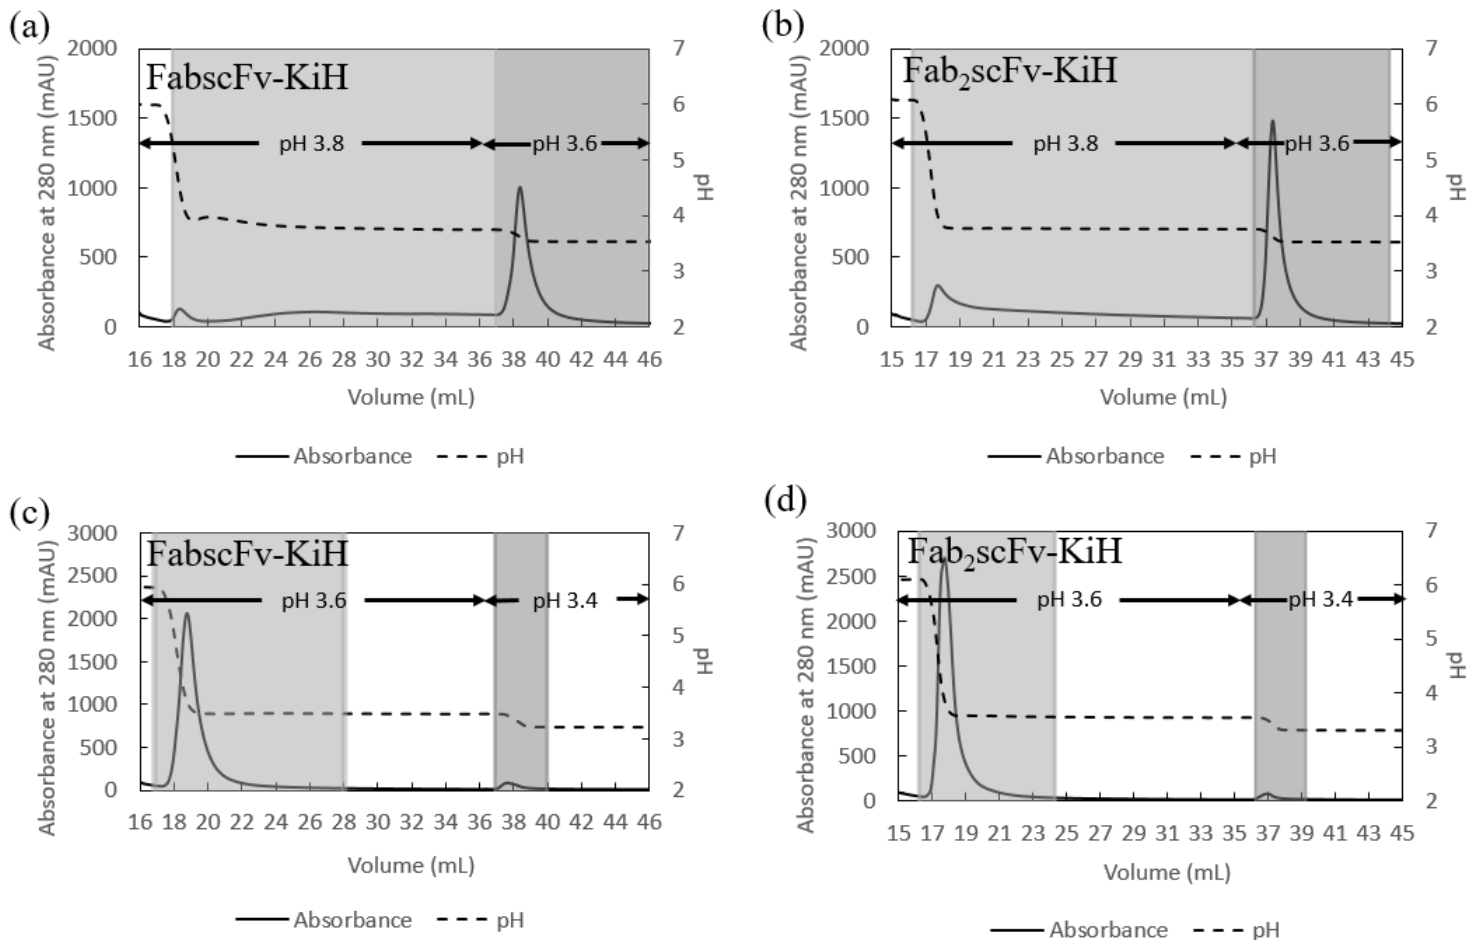 (a)
FabscFv-KiH
Absorbance at 280 nm (mAU)
2000
1500
1000
500
0
7
6
5
4
3
2
pH
pH 3.8
pH 3.6
16 18 20 22 24 26 28 30 32 34 36 38 40 42 44 46
Volume (mL)
Absorbance pH
(b)
Fab₂scFv-KiH
Absorbance at 280 nm (mAU)
2000
1500
1000
500
0
7
6
5
4
3
2
pH
pH 3.8
pH 3.6
15 17 19 21 23 25 27 29 31 33 35 37 39 41 43 45
Volume (mL)
Absorbance pH
(c)
FabscFv-KiH
Absorbance at 280 nm (mAU)
3000
2500
2000
1500
1000
500
0
7
6
5
4
3
2
pH
pH 3.6
pH 3.4
16 18 20 22 24 26 28 30 32 34 36 38 40 42 44 46
Volume (mL)
Absorbance pH
(d)
Fab₂scFv-KiH
Absorbance at 280 nm (mAU)
3000
2500
2000
1500
1000
500
0
7
6
5
4
3
2
pH
pH 3.6
pH 3.4
15 17 19 21 23 25 27 29 31 33 35 37 39 41 43 45
Volume (mL)
Absorbance pH